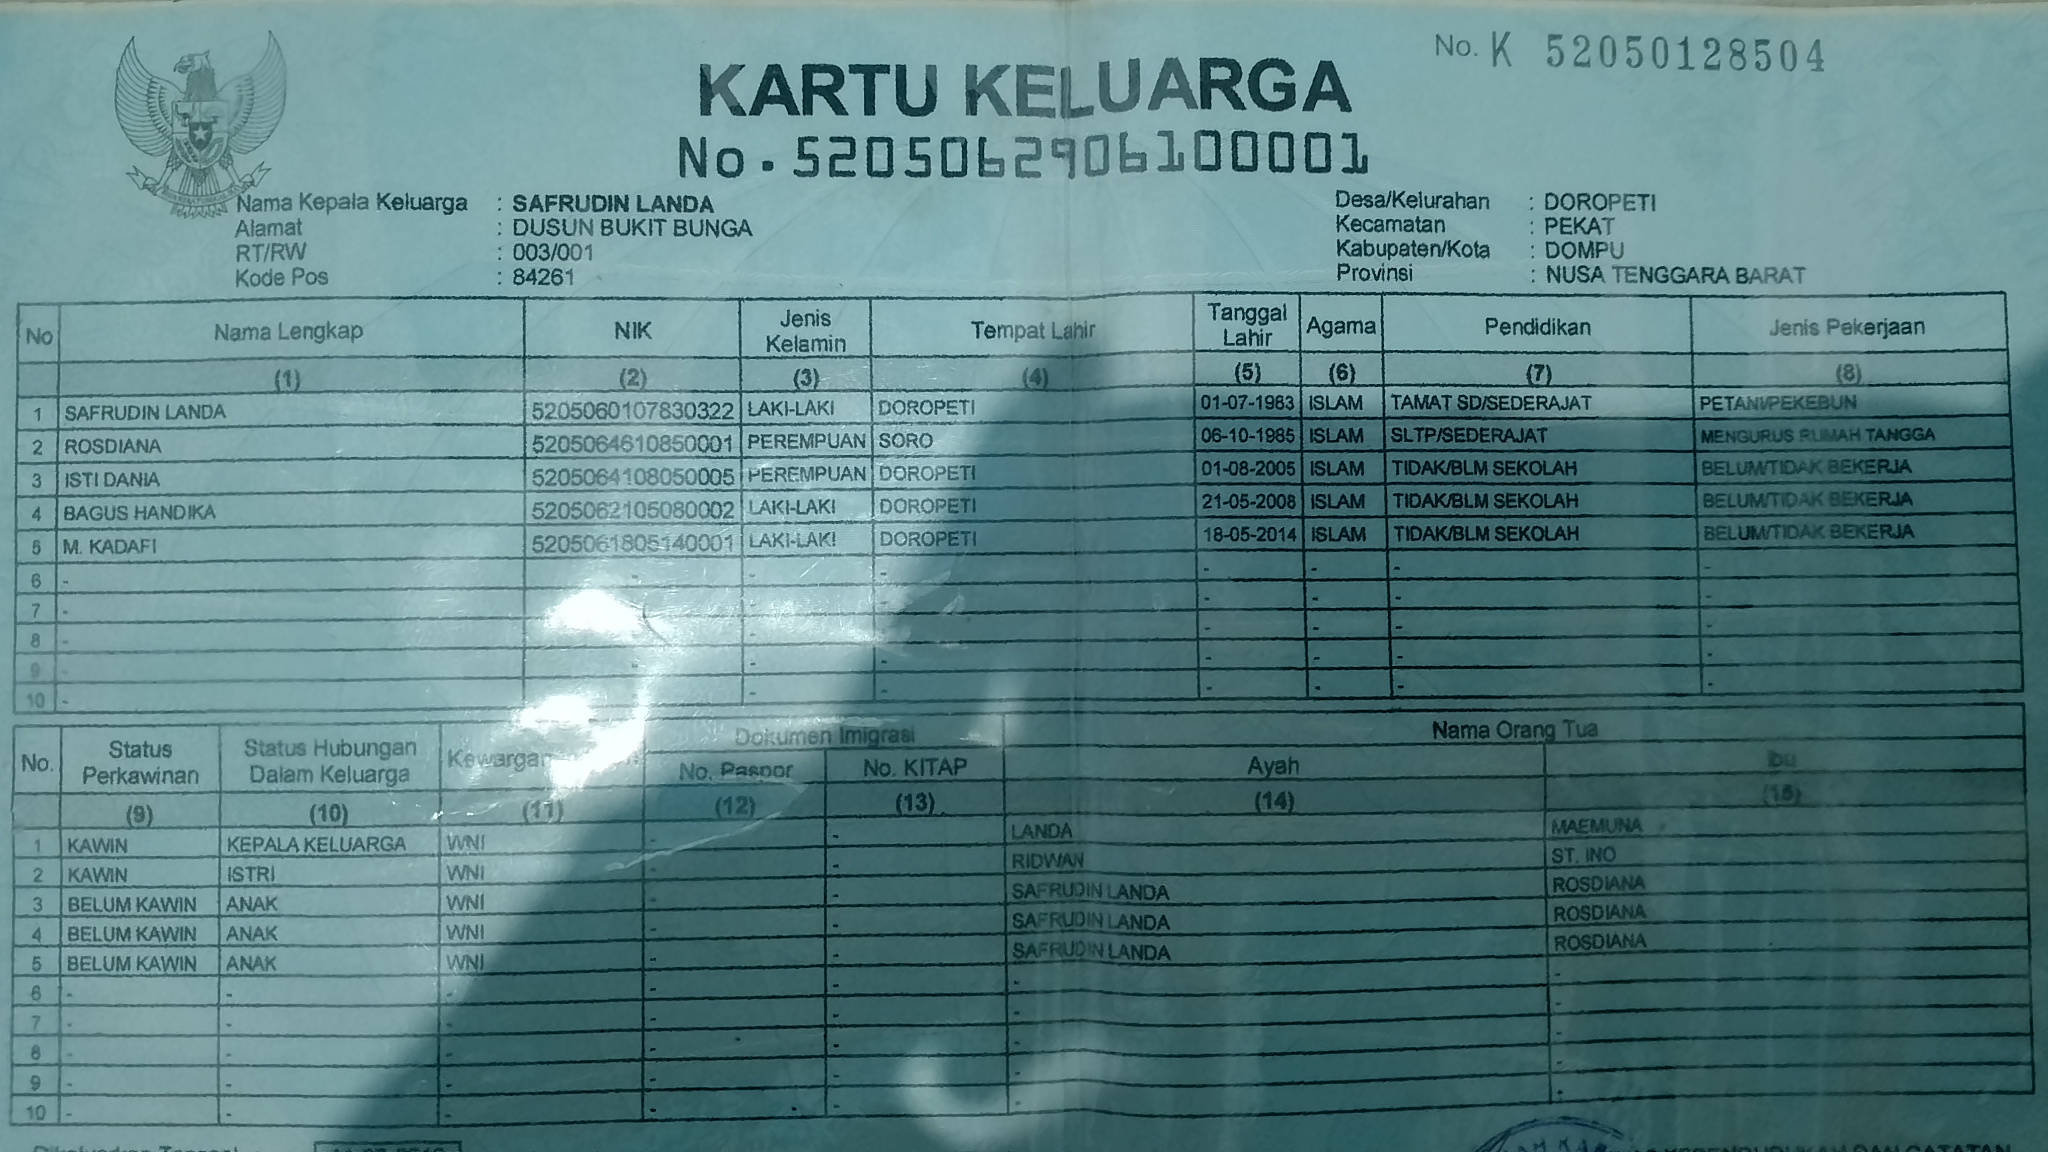 No. K 52050128504
KARTU KELUARGA
No. 5205062906100001
Nama Kepala Keluarga : SAFRUDIN LANDA
Alamat : DUSUN BUKIT BUNGA
RT/RW : 003/001
Kode Pos : 84261
Desa/Kelurahan : DOROPETI
Kecamatan : PEKAT
Kabupaten/Kota : DOMPU
Provinsi : NUSA TENGGARA BARAT
No Nama Lengkap NIK Jenis Kelamin Tempat Lahir Tanggal Lahir Agama Pendidikan Jenis Pekerjaan
(1) (2) (3) (4) (5) (6) (7) (8)
1 SAFRUDIN LANDA 5205060107830322 LAKI-LAKI DOROPETI 01-07-1983 ISLAM TAMAT SD/SEDERAJAT PETANI/PEKEBUN
2 ROSDIANA 5205064610850001 PEREMPUAN SORO 06-10-1985 ISLAM SLTP/SEDERAJAT MENGURUS RUMAH TANGGA
3 ISTI DANIA 5205064108050005 PEREMPUAN DOROPETI 01-08-2005 ISLAM TIDAK/BLM SEKOLAH BELUM/TIDAK BEKERJA
4 BAGUS HANDIKA 5205062105080002 LAKI-LAKI DOROPETI 21-05-2008 ISLAM TIDAK/BLM SEKOLAH BELUM/TIDAK BEKERJA
5 M. KADAFI 5205061805140001 LAKI-LAKI DOROPETI 18-05-2014 ISLAM TIDAK/BLM SEKOLAH BELUM/TIDAK BEKERJA
6 - - - - - - - -
7 - - - - - - -
8 - - - - - - -
9 - - - - - - - -
10 - - - - - - -
No. Status Perkawinan Status Hubungan Dalam Keluarga Dokumen Imigrasi Nama Orang Tua
No. Paspor No. KITAP Ayah Ibu
(9) (10) (11) (12) (13) (14) (15)
1 KAWIN KEPALA KELUARGA WNI - - LANDA MAEMUNA
2 KAWIN ISTRI WNI - - RIDWAN ST. INO
3 BELUM KAWIN ANAK WNI - - SAFRUDIN LANDA ROSDIANA
4 BELUM KAWIN ANAK WNI - - SAFRUDIN LANDA ROSDIANA
5 BELUM KAWIN ANAK WNI - - SAFRUDIN LANDA ROSDIANA
6 - - - - - - -
7 - - - - - - -
8 - - - - - - -
9 - - - - - - -
10 - - - - - - -